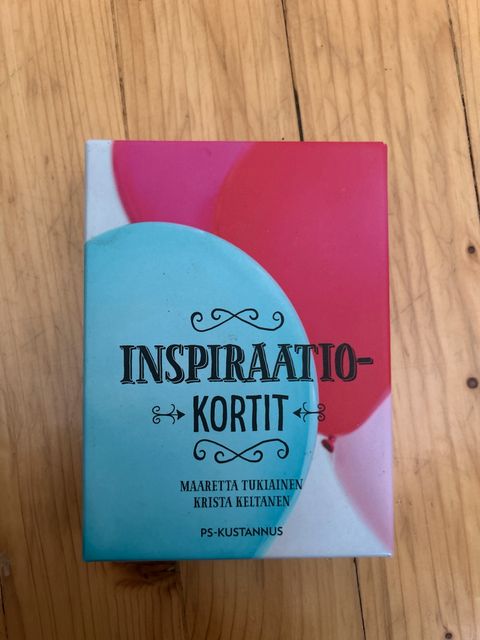 INSPIRAATIO-
KORTIT
MAARETTA TUKIAINEN
KRISTA KELTANEN
PS-KUSTANNUS